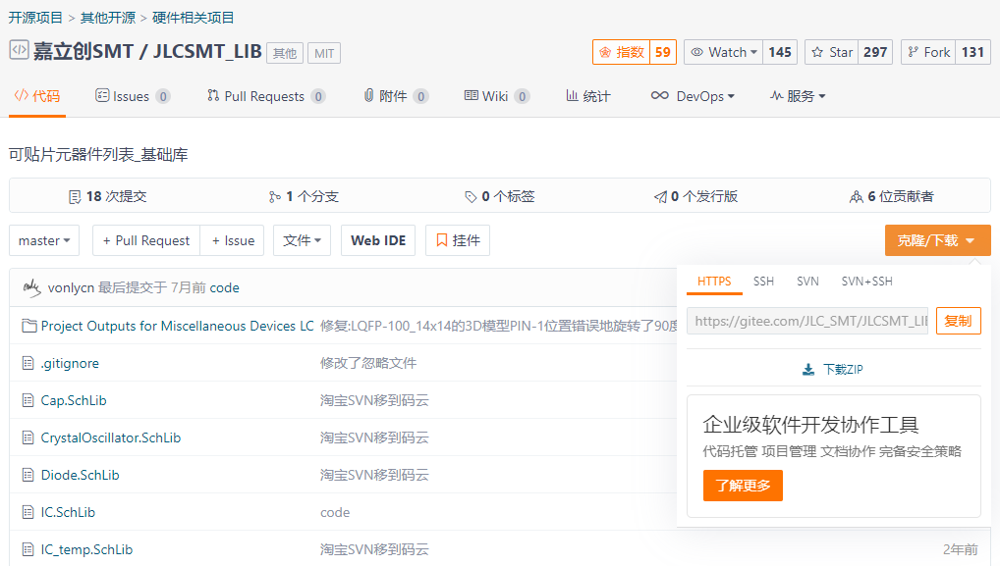 开源项目 > 其他开源 > 硬件相关项目
嘉立创SMT / JLCSMT_LIB 其他 MIT 指数 59 Watch 145 Star 297 Fork 131
代码 Issues 0 Pull Requests 0 附件 0 Wiki 0 统计 DevOps 服务
可贴片元器件列表_基础库
18 次提交 1 个分支 0 个标签 0 个发行版 6 位贡献者
master + Pull Request + Issue 文件 Web IDE 挂件 克隆/下载
HTTPS SSH SVN SVN+SSH
vonlycn 最后提交于 7月前 code
https://gitee.com/JLC_SMT/JLCSMT_LI 复制
Project Outputs for Miscellaneous Devices LC 修复:LQFP-100_14x14的3D模型PIN-1位置错误地旋转了90度
.gitignore 修改了忽略文件
下载ZIP
Cap.SchLib 淘宝SVN移到码云
企业级软件开发协作工具
CrystalOscillator.SchLib 淘宝SVN移到码云
代码托管 项目管理 文档协作 完备安全策略
Diode.SchLib 淘宝SVN移到码云
了解更多
IC.SchLib code
IC_temp.SchLib 淘宝SVN移到码云 2年前